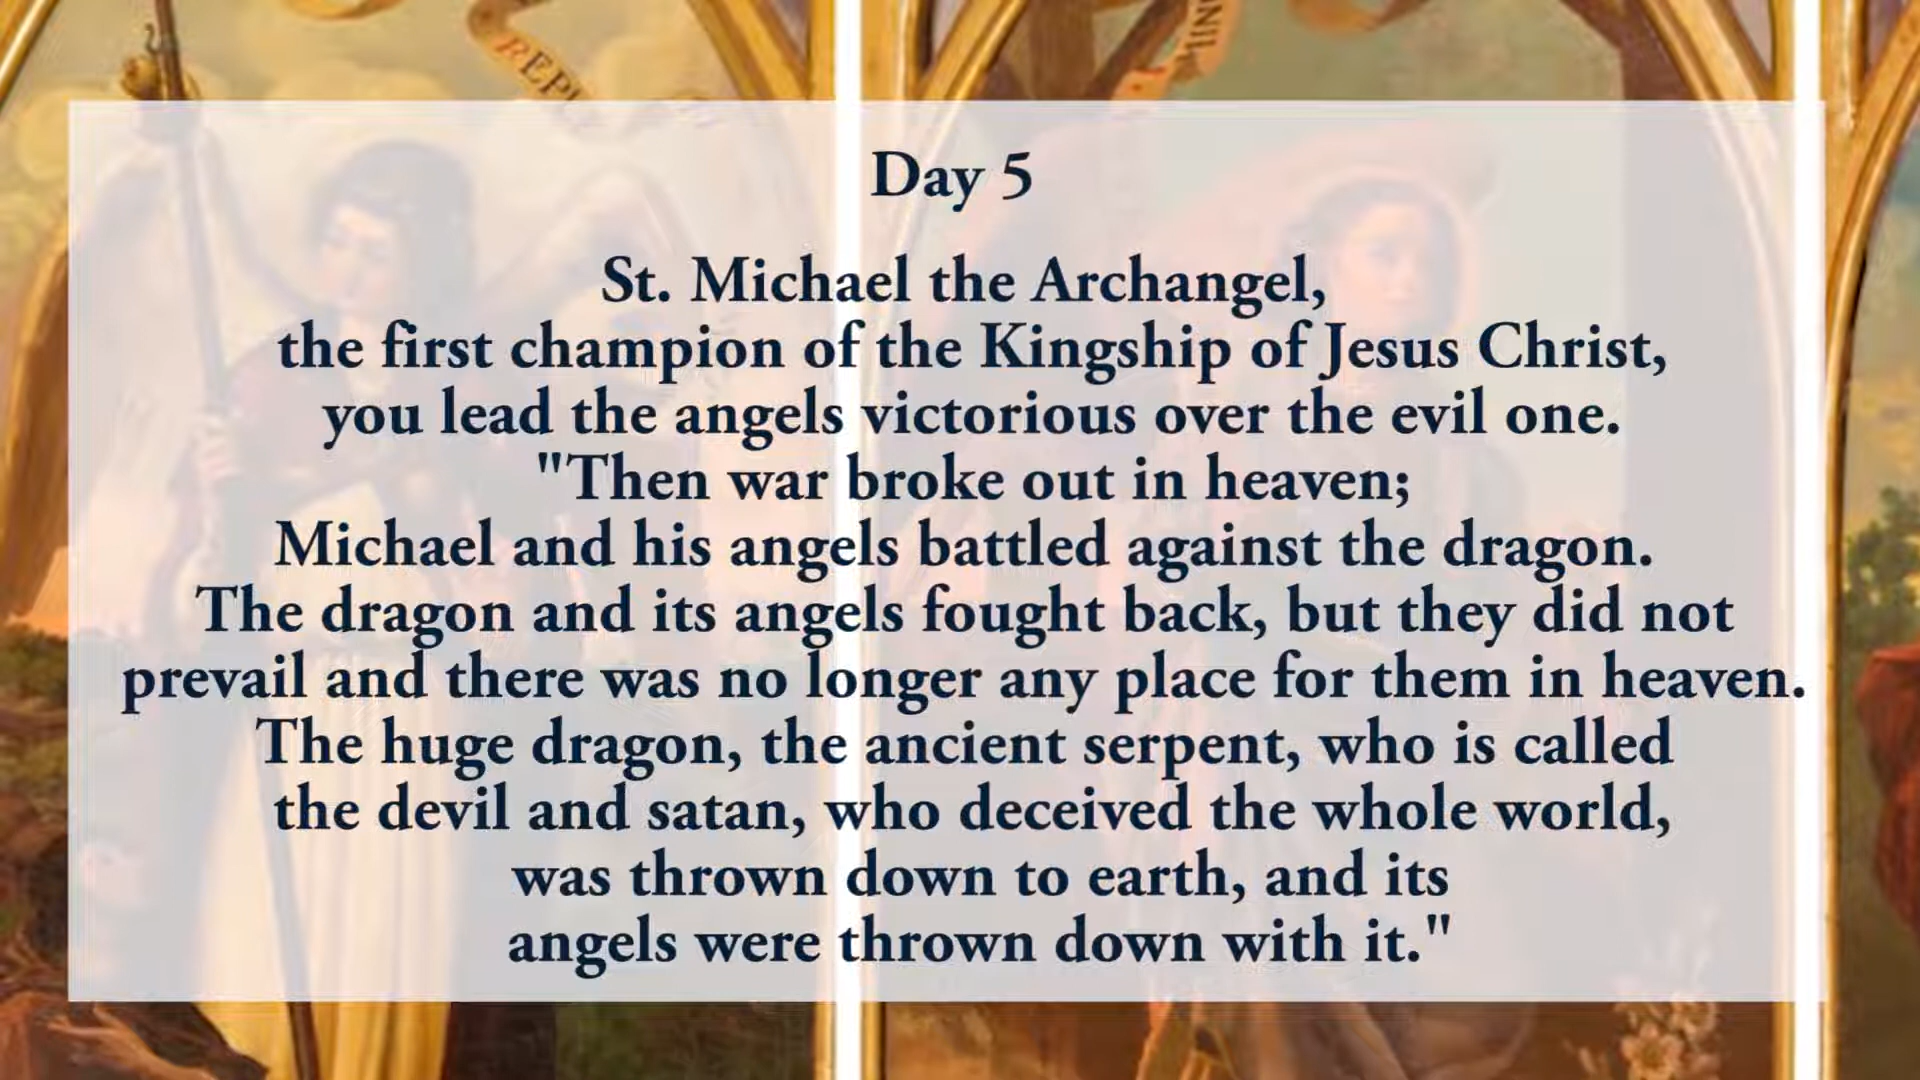 Day 5
St. Michael the Archangel,
the first champion of the Kingship of Jesus Christ,
you lead the angels victorious over the evil one.
"Then war broke out in heaven;
Michael and his angels battled against the dragon.
The dragon and its angels fought back, but they did not
prevail and there was no longer any place for them in heaven.
The huge dragon, the ancient serpent, who is called
the devil and satan, who deceived the whole world,
was thrown down to earth, and its
angels were thrown down with it."